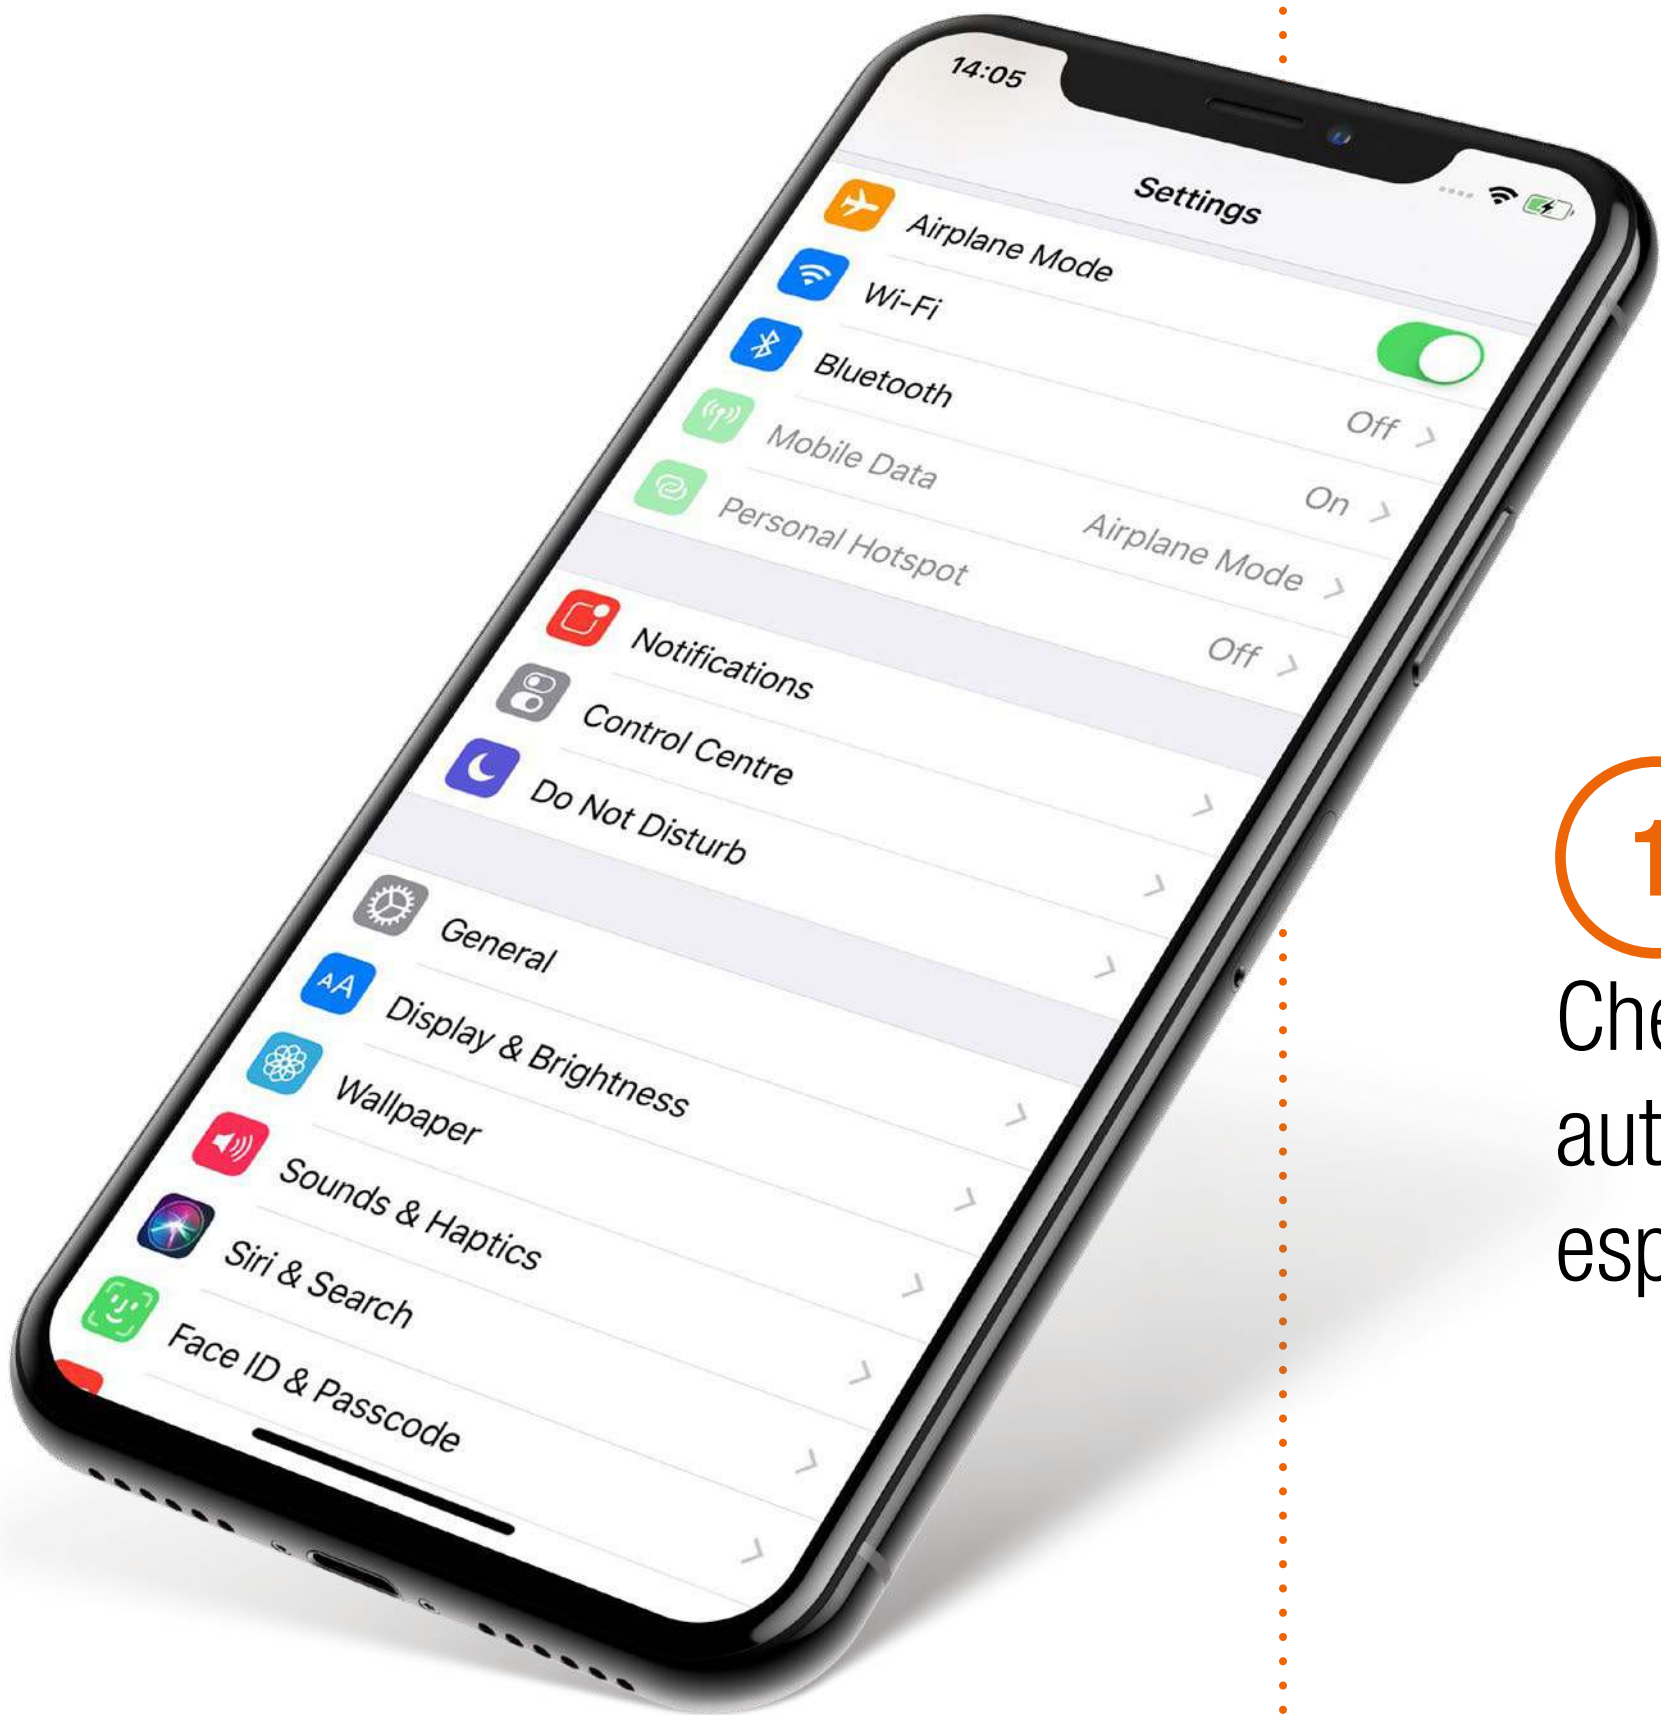 14:05
Settings
Airplane Mode
Wi-Fi
Off
Bluetooth
On
Mobile Data
Airplane Mode
Personal Hotspot
Off
Notifications
Control Centre
Do Not Disturb
General
AA
Display & Brightness
Wallpaper
Sounds & Haptics
Siri & Search
Face ID & Passcode
1
Che
aut
esp